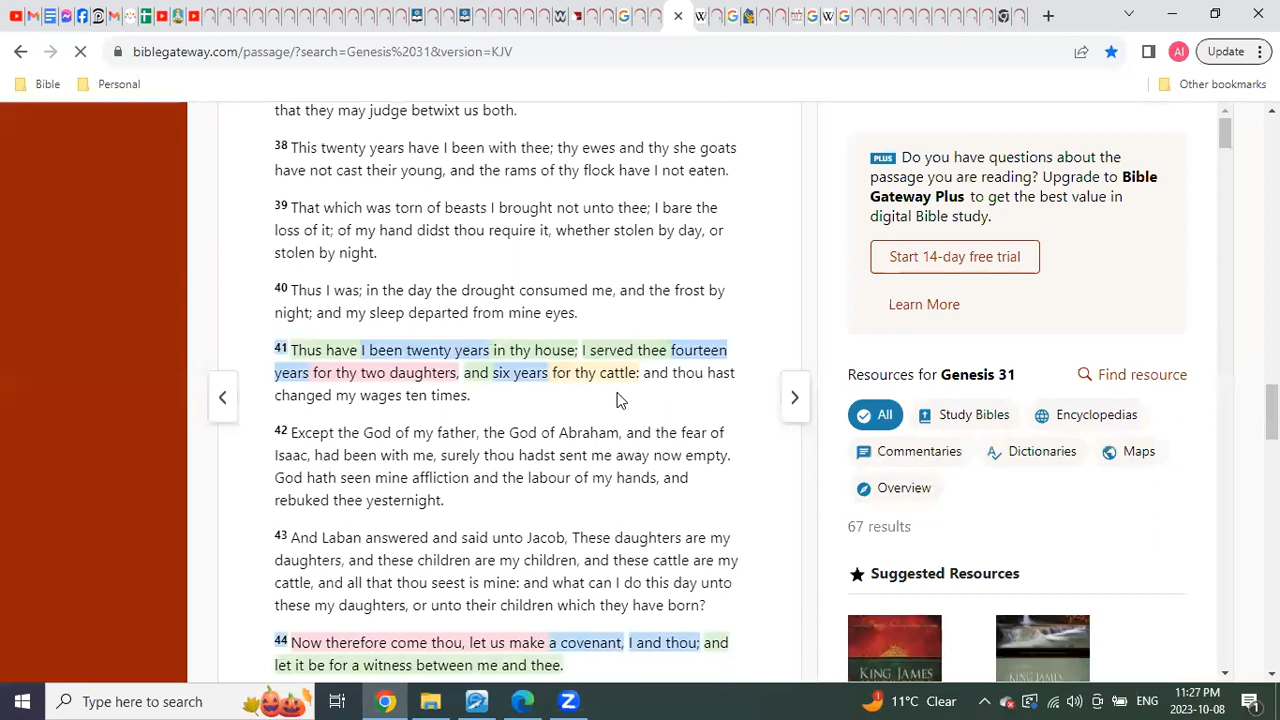 biblegateway.com/passage/?search=Genesis%2031&version=KJV
AI
Update
Bible
Personal
Other bookmarks
that they may judge betwixt us both.
38 This twenty years have I been with thee; thy ewes and thy she goats
have not cast their young, and the rams of thy flock have I not eaten.
39 That which was torn of beasts I brought not unto thee; I bare the
loss of it; of my hand didst thou require it, whether stolen by day, or
stolen by night.
40 Thus I was; in the day the drought consumed me, and the frost by
night; and my sleep departed from mine eyes.
41 Thus have I been twenty years in thy house; I served thee fourteen
years for thy two daughters, and six years for thy cattle: and thou hast
changed my wages ten times.
42 Except the God of my father, the God of Abraham, and the fear of
Isaac, had been with me, surely thou hadst sent me away now empty.
God hath seen mine affliction and the labour of my hands, and
rebuked thee yesternight.
43 And Laban answered and said unto Jacob, These daughters are my
daughters, and these children are my children, and these cattle are my
cattle, and all that thou seest is mine: and what can I do this day unto
these my daughters, or unto their children which they have born?
44 Now therefore come thou, let us make a covenant, I and thou; and
let it be for a witness between me and thee.
PLUS Do you have questions about the
passage you are reading? Upgrade to Bible
Gateway Plus to get the best value in
digital Bible study.
Start 14-day free trial
Learn More
Resources for Genesis 31
Find resource
All
Study Bibles
Encyclopedias
Commentaries
Dictionaries
Maps
Overview
67 results
Suggested Resources
KING
JAMES
KING JAMES
Type here to search
11°C Clear
ENG
11:27 PM
2023-10-08
1